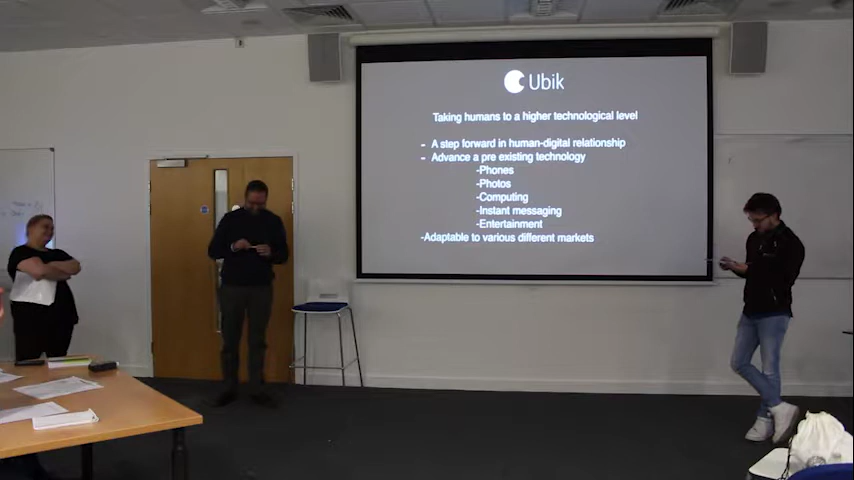 Ubik
Taking humans to a higher technological level
- A step forward in human-digital relationship
- Advance a pre existing technology
-Phones
-Photos
-Computing
-Instant messaging
-Entertainment
-Adaptable to various different markets